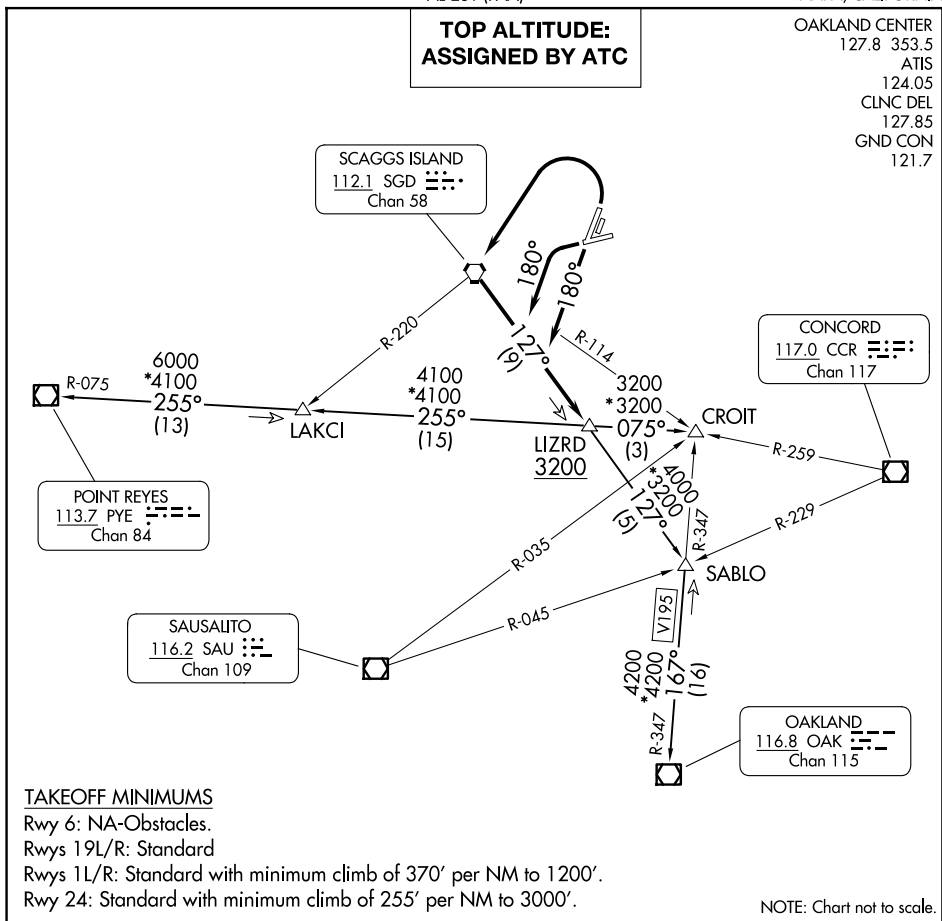 TOP ALTITUDE:
ASSIGNED BY ATC
OAKLAND CENTER
127.8 353.5
ATIS
124.05
CLNC DEL
127.85
GND CON
121.7
SCAGGS ISLAND
112.1 SGD
Chan 58
180°
180°
127°
(9)
R-220
R-114
CONCORD
117.0 CCR
Chan 117
R-075
6000
*4100
255°
(13)
LAKCI
4100
*4100
255°
(15)
LIZRD
3200
3200
*3200
075°
(3)
CROIT
R-259
4000
*3200
127°
(5)
R-347
R-229
POINT REYES
113.7 PYE
Chan 84
R-035
SABLO
R-045
V195
SAUSALITO
116.2 SAU
Chan 109
4200
*4200
167°
(16)
R-347
OAKLAND
116.8 OAK
Chan 115
TAKEOFF MINIMUMS
Rwy 6: NA-Obstacles.
Rwys 19L/R: Standard
Rwys 1L/R: Standard with minimum climb of 370' per NM to 1200'.
Rwy 24: Standard with minimum climb of 255' per NM to 3000'.
NOTE: Chart not to scale.